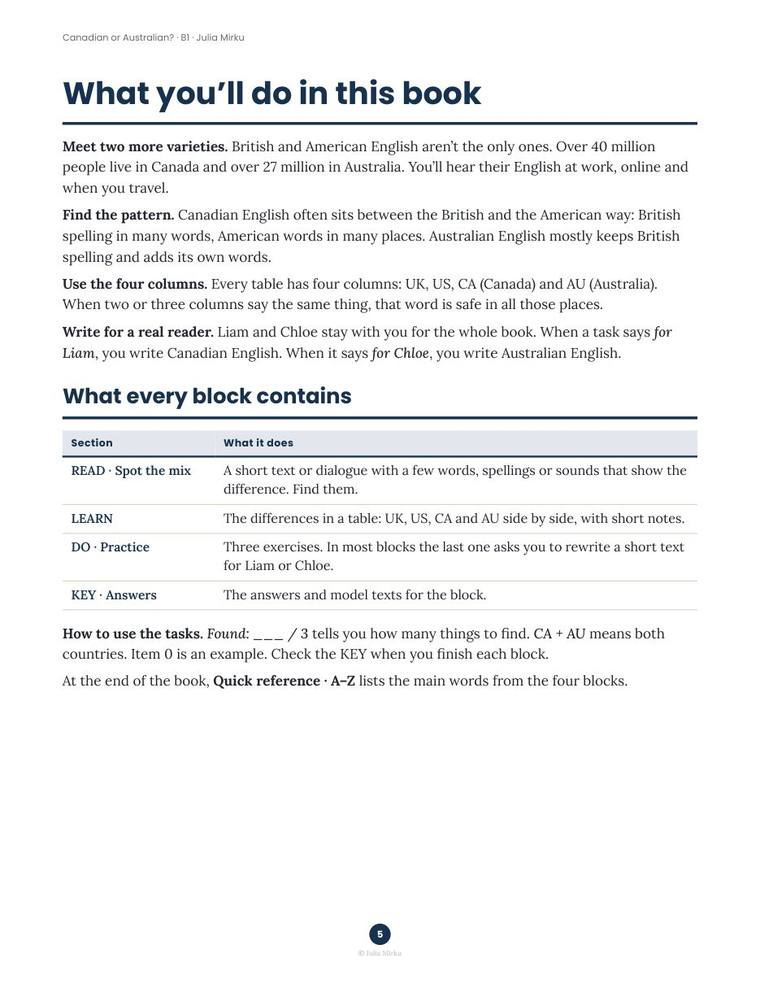 Canadian or Australian? · B1 · Julia Mirku
What you’ll do in this book
Meet two more varieties. British and American English aren’t the only ones. Over 40 million
people live in Canada and over 27 million in Australia. You’ll hear their English at work, online and
when you travel.
Find the pattern. Canadian English often sits between the British and the American way: British
spelling in many words, American words in many places. Australian English mostly keeps British
spelling and adds its own words.
Use the four columns. Every table has four columns: UK, US, CA (Canada) and AU (Australia).
When two or three columns say the same thing, that word is safe in all those places.
Write for a real reader. Liam and Chloe stay with you for the whole book. When a task says for
Liam, you write Canadian English. When it says for Chloe, you write Australian English.
What every block contains
Section What it does
READ · Spot the mix A short text or dialogue with a few words, spellings or sounds that show the
difference. Find them.
LEARN The differences in a table: UK, US, CA and AU side by side, with short notes.
DO · Practice Three exercises. In most blocks the last one asks you to rewrite a short text
for Liam or Chloe.
KEY · Answers The answers and model texts for the block.
How to use the tasks. Found: ___ / 3 tells you how many things to find. CA + AU means both
countries. Item 0 is an example. Check the KEY when you finish each block.
At the end of the book, Quick reference · A–Z lists the main words from the four blocks.
5
© Julia Mirku